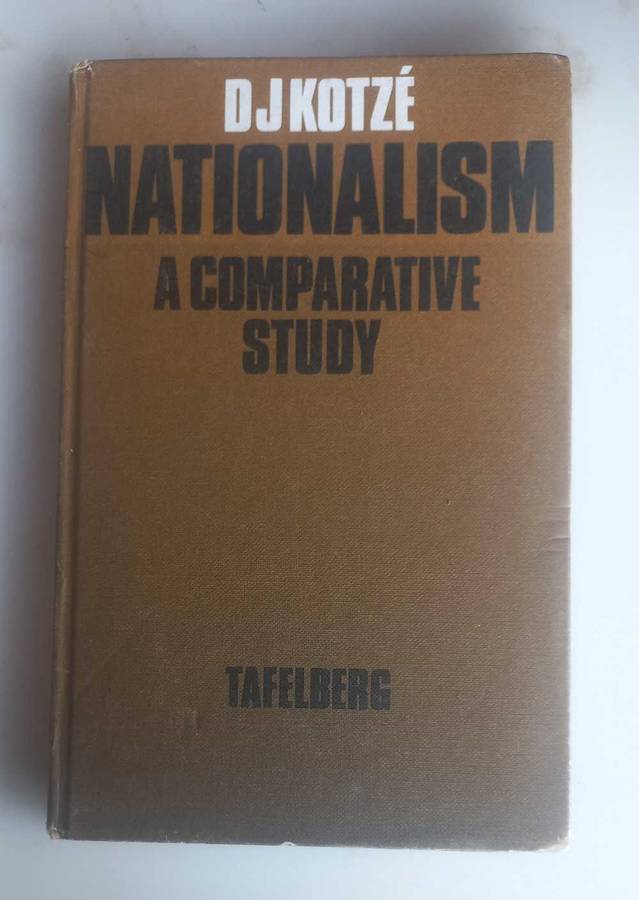 DJ KOTZÉ
NATIONALISM
A COMPARATIVE
STUDY
TAFELBERG